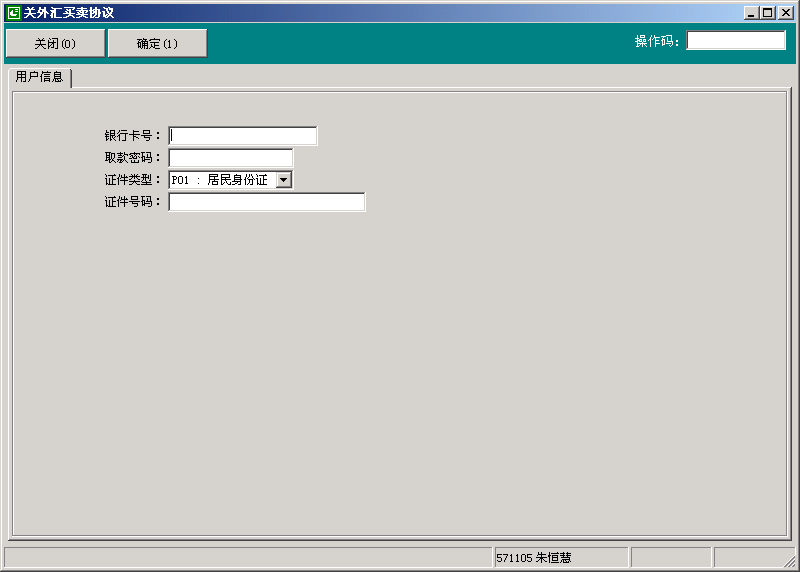 关外汇买卖协议
关闭(0) 确定(1) 操作码:
用户信息
银行卡号：
取款密码：
证件类型： P01 : 居民身份证
证件号码：
571105 朱恒慧